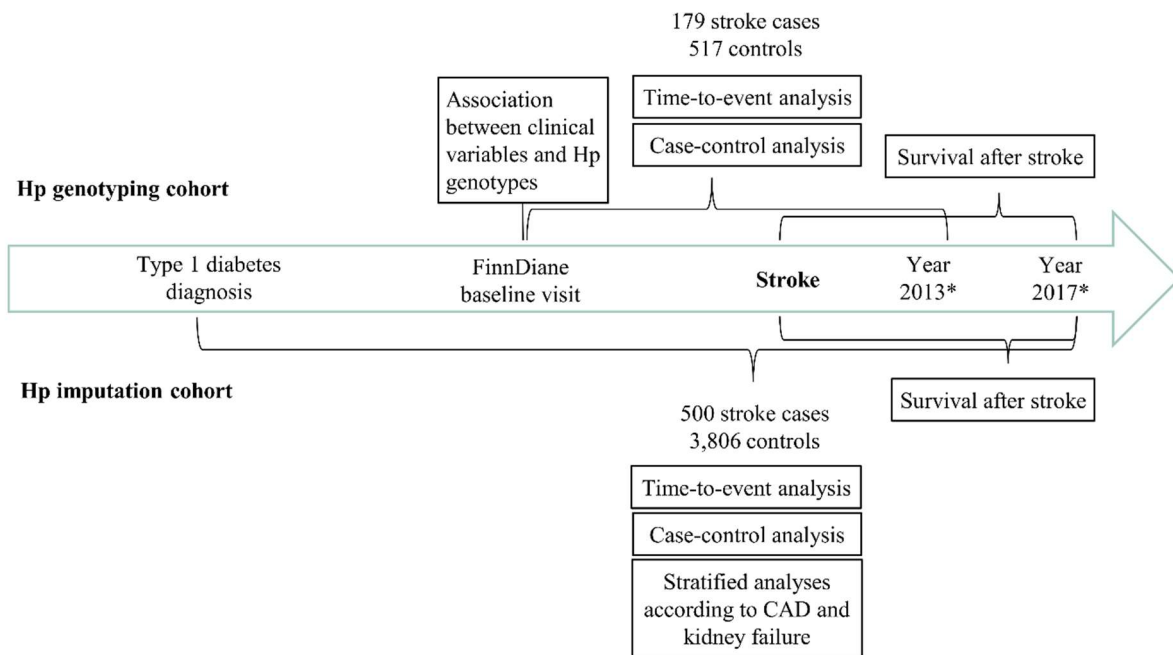 179 stroke cases
517 controls
Association
between clinical
variables and Hp
genotypes
Time-to-event analysis
Case-control analysis
Survival after stroke
Hp genotyping cohort
Type 1 diabetes
diagnosis
FinnDiane
baseline visit
Stroke
Year
2013*
Year
2017*
Hp imputation cohort
Survival after stroke
500 stroke cases
3,806 controls
Time-to-event analysis
Case-control analysis
Stratified analyses
according to CAD and
kidney failure